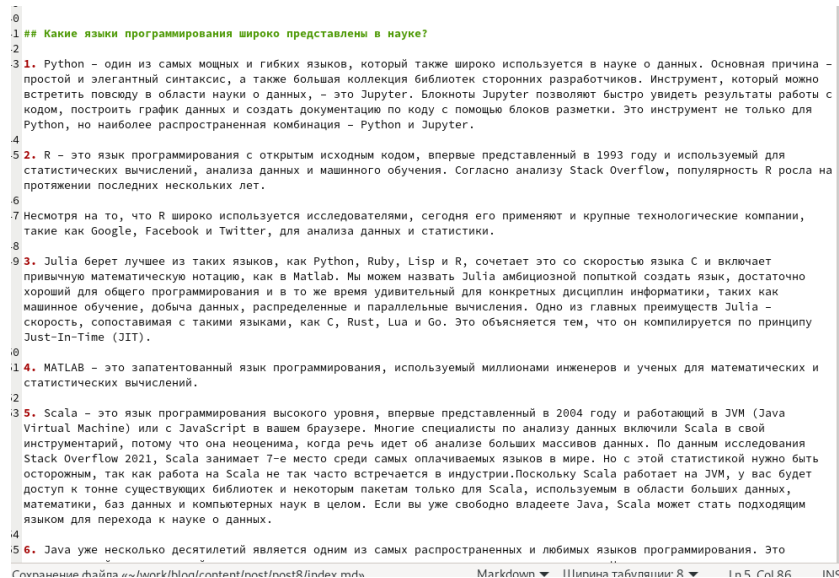 ## Какие языки программирования широко представлены в науке?
1. Python – один из самых мощных и гибких языков, который также широко используется в науке о данных. Основная причина –
простой и элегантный синтаксис, а также большая коллекция библиотек сторонних разработчиков. Инструмент, который можно
встретить повсюду в области науки о данных, – это Jupyter. Блокноты Jupyter позволяют быстро увидеть результаты работы с
кодом, построить график данных и создать документацию по коду с помощью блоков разметки. Это инструмент не только для
Python, но наиболее распространенная комбинация – Python и Jupyter.
2. R – это язык программирования с открытым исходным кодом, впервые представленный в 1993 году и используемый для
статистических вычислений, анализа данных и машинного обучения. Согласно анализу Stack Overflow, популярность R росла на
протяжении последних нескольких лет.
Несмотря на то, что R широко используется исследователями, сегодня его применяют и крупные технологические компании,
такие как Google, Facebook и Twitter, для анализа данных и статистики.
3. Julia берет лучшее из таких языков, как Python, Ruby, Lisp и R, сочетает это со скоростью языка C и включает
привычную математическую нотацию, как в Matlab. Мы можем назвать Julia амбициозной попыткой создать язык, достаточно
хороший для общего программирования и в то же время удивительный для конкретных дисциплин информатики, таких как
машинное обучение, добыча данных, распределенные и параллельные вычисления. Одно из главных преимуществ Julia –
скорость, сопоставимая с такими языками, как C, Rust, Lua и Go. Это объясняется тем, что он компилируется по принципу
Just-In-Time (JIT).
4. MATLAB – это запатентованный язык программирования, используемый миллионами инженеров и ученых для математических и
статистических вычислений.
5. Scala – это язык программирования высокого уровня, впервые представленный в 2004 году и работающий в JVM (Java
Virtual Machine) или с JavaScript в вашем браузере. Многие специалисты по анализу данных включили Scala в свой
инструментарий, потому что она неоценима, когда речь идет об анализе больших массивов данных. По данным исследования
Stack Overflow 2021, Scala занимает 7-е место среди самых оплачиваемых языков в мире. Но с этой статистикой нужно быть
осторожным, так как работа на Scala не так часто встречается в индустрии.Поскольку Scala работает на JVM, у вас будет
доступ к тонне существующих библиотек и некоторым пакетам только для Scala, используемым в области больших данных,
математики, баз данных и компьютерных наук в целом. Если вы уже свободно владеете Java, Scala может стать подходящим
языком для перехода к науке о данных.
6. Java уже несколько десятилетий является одним из самых распространенных и любимых языков программирования. Это
Сохранение файла «~/work/blog/content/post/post8/index.md» Markdown Ширина табуляции: 8 Ln 5, Col 86 INS